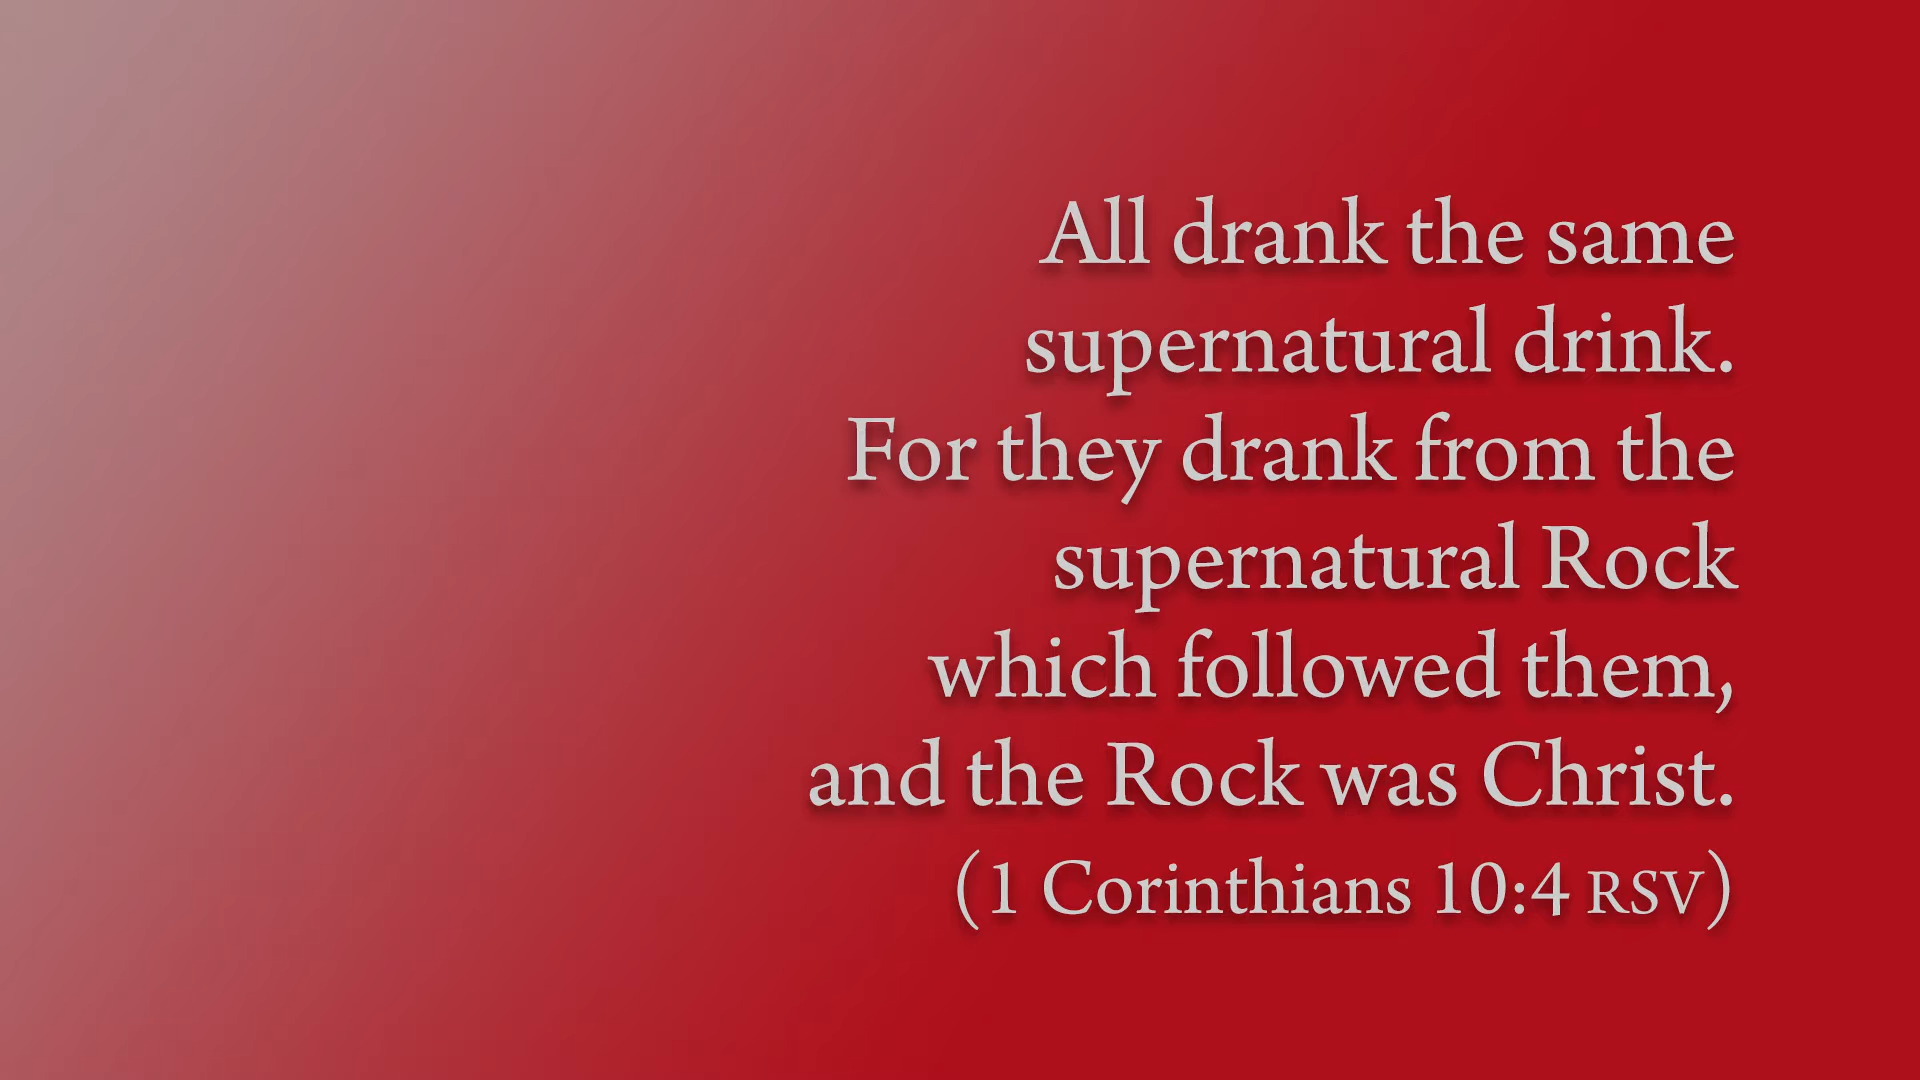 All drank the same
supernatural drink.
For they drank from the
supernatural Rock
which followed them,
and the Rock was Christ.
(1 Corinthians 10:4 RSV)